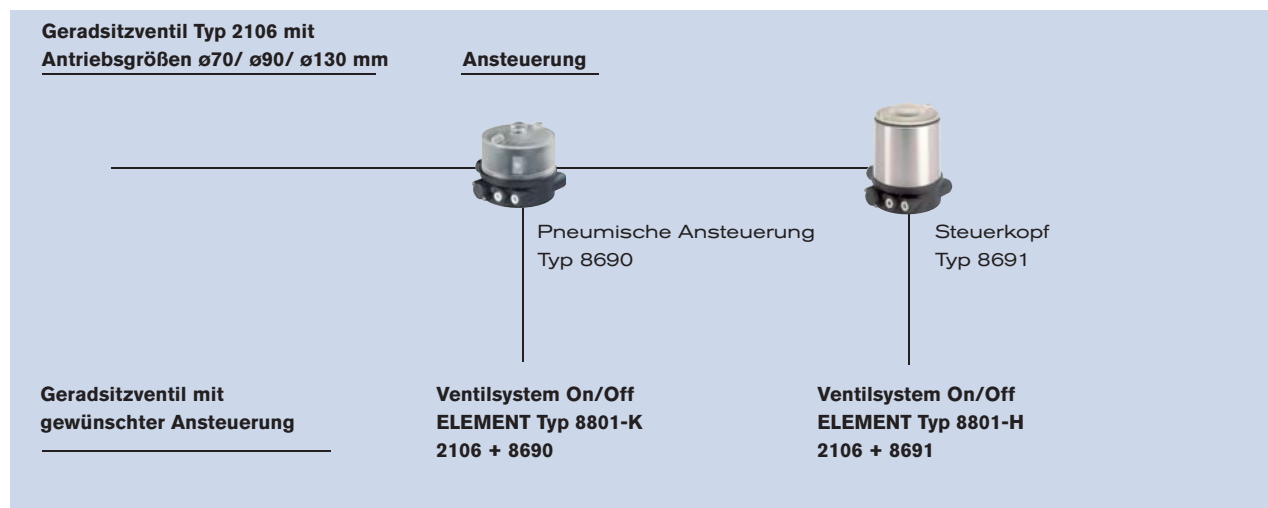 Geradsitzventil Typ 2106 mit
Antriebsgrößen ø70/ ø90/ ø130 mm
Ansteuerung
Pneumische Ansteuerung
Typ 8690
Steuerkopf
Typ 8691
Geradsitzventil mit
gewünschter Ansteuerung
Ventilsystem On/Off
ELEMENT Typ 8801-K
2106 + 8690
Ventilsystem On/Off
ELEMENT Typ 8801-H
2106 + 8691